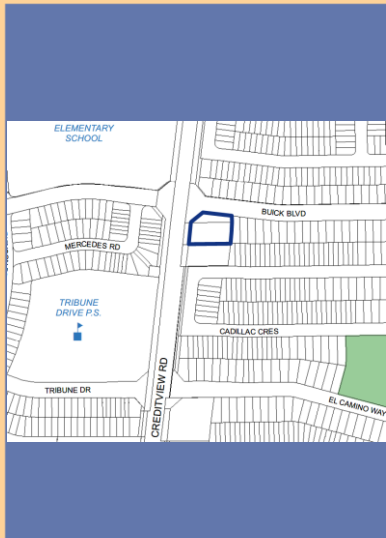 ELEMENTARY
SCHOOL
BUICK BLVD
MERCEDES RD
TRIBUNE
DRIVE P.S.
CADILLAC CRES
TRIBUNE DR
CREDITVIEW RD
EL CAMINO WAY